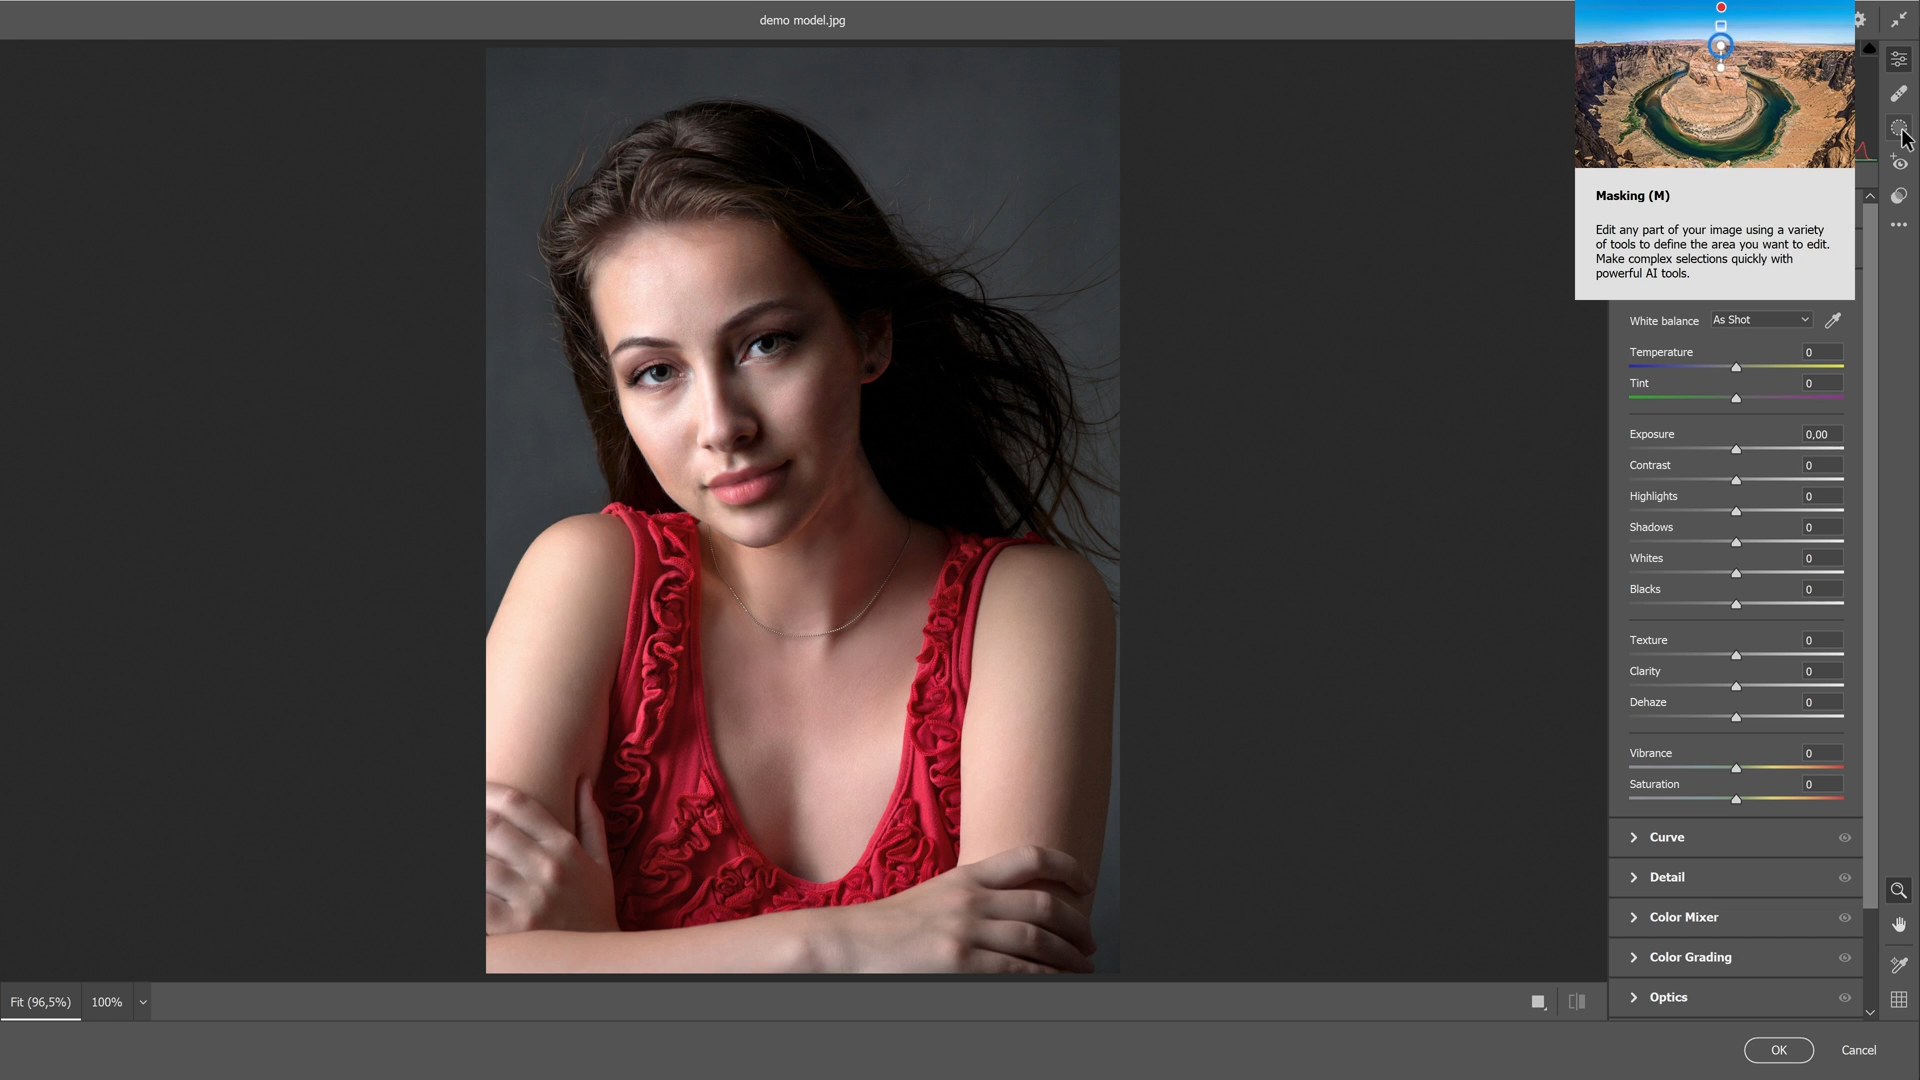 demo model.jpg
Masking (M)
Edit any part of your image using a variety
of tools to define the area you want to edit.
Make complex selections quickly with
powerful AI tools.
White balance As Shot
Temperature 0
Tint 0
Exposure 0,00
Contrast 0
Highlights 0
Shadows 0
Whites 0
Blacks 0
Texture 0
Clarity 0
Dehaze 0
Vibrance 0
Saturation 0
Curve
Detail
Color Mixer
Color Grading
Optics
Fit (96,5%) 100%
OK Cancel